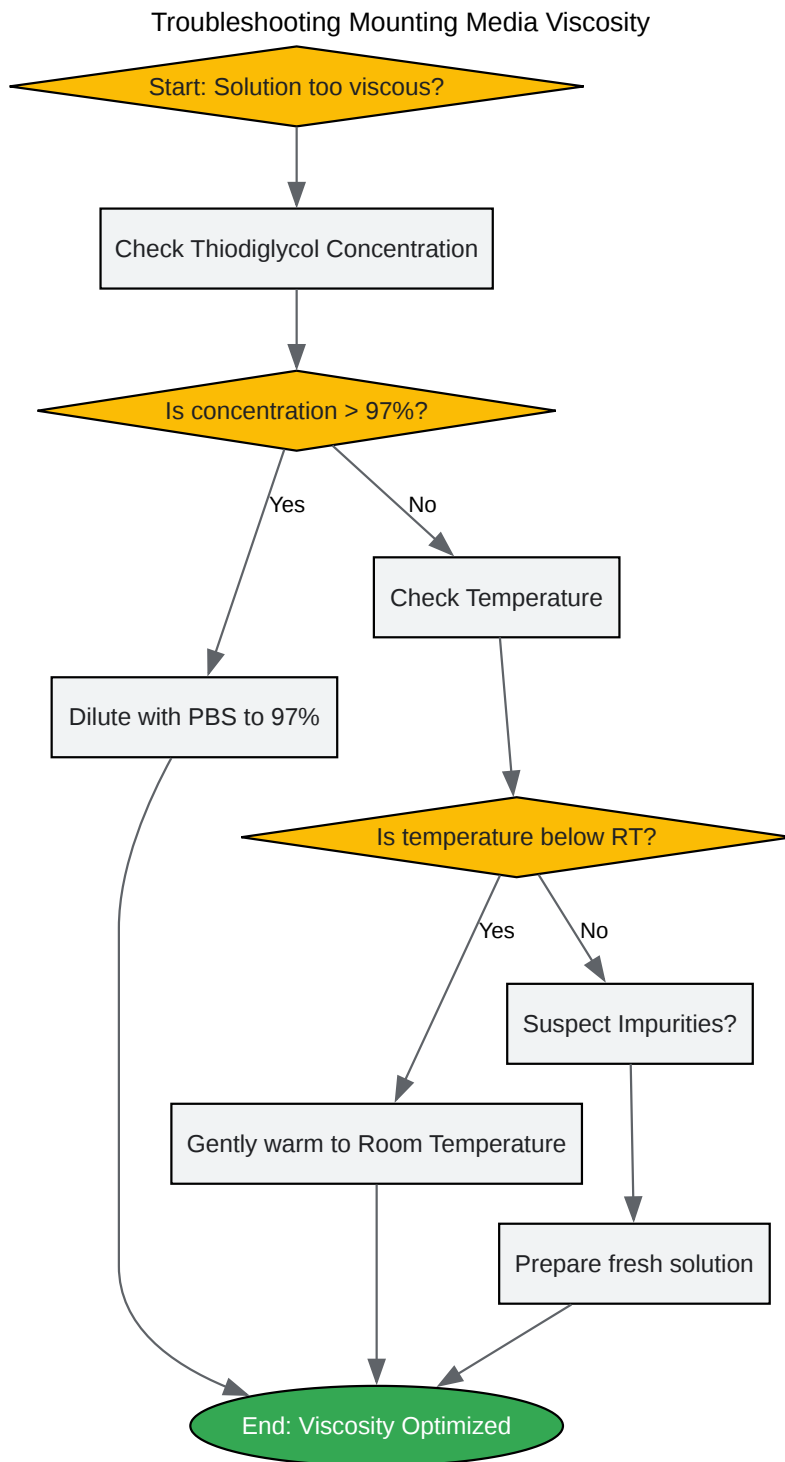 Troubleshooting Mounting Media Viscosity
Start: Solution too viscous?
Check Thiodiglycol Concentration
Is concentration > 97%?
Yes
No
Check Temperature
Dilute with PBS to 97%
Is temperature below RT?
Yes
No
Suspect Impurities?
Gently warm to Room Temperature
Prepare fresh solution
End: Viscosity Optimized